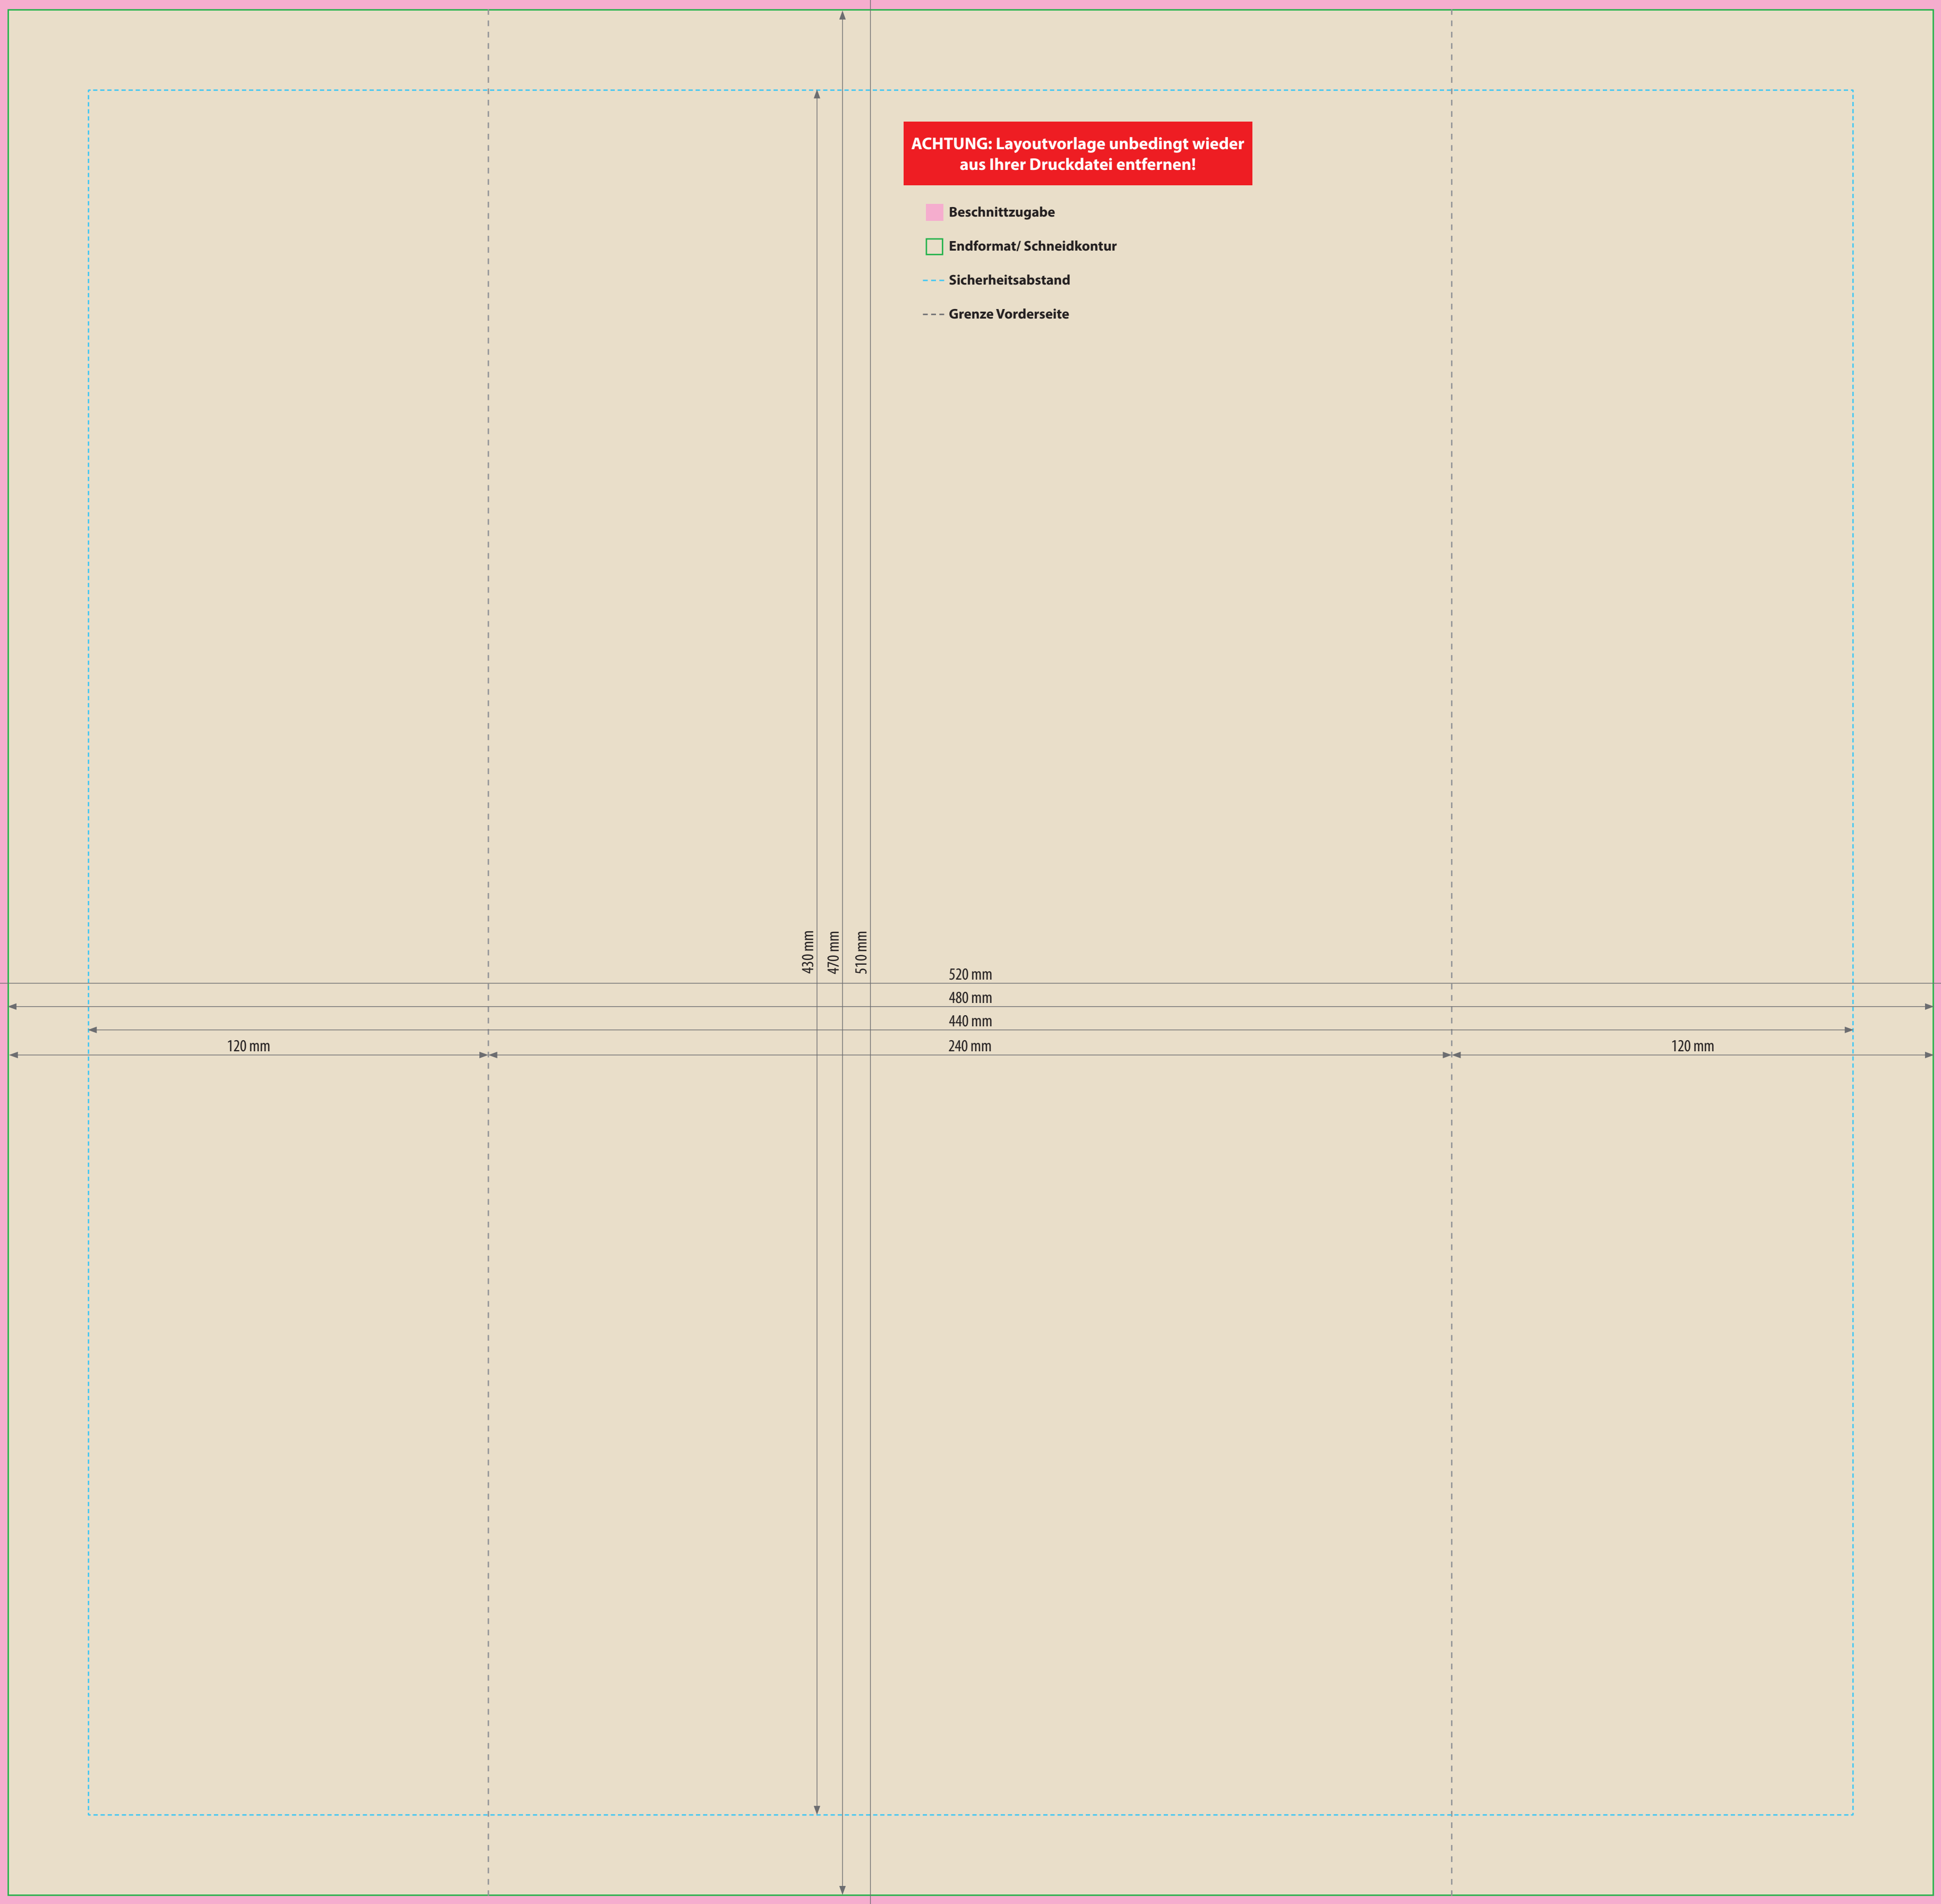 ACHTUNG: Layoutvorlage unbedingt wieder
aus Ihrer Druckdatei entfernen!
Beschnittzugabe
Endformat/ Schneidkontur
Sicherheitsabstand
Grenze Vorderseite
430 mm
470 mm
510 mm
520 mm
480 mm
440 mm
120 mm
240 mm
120 mm